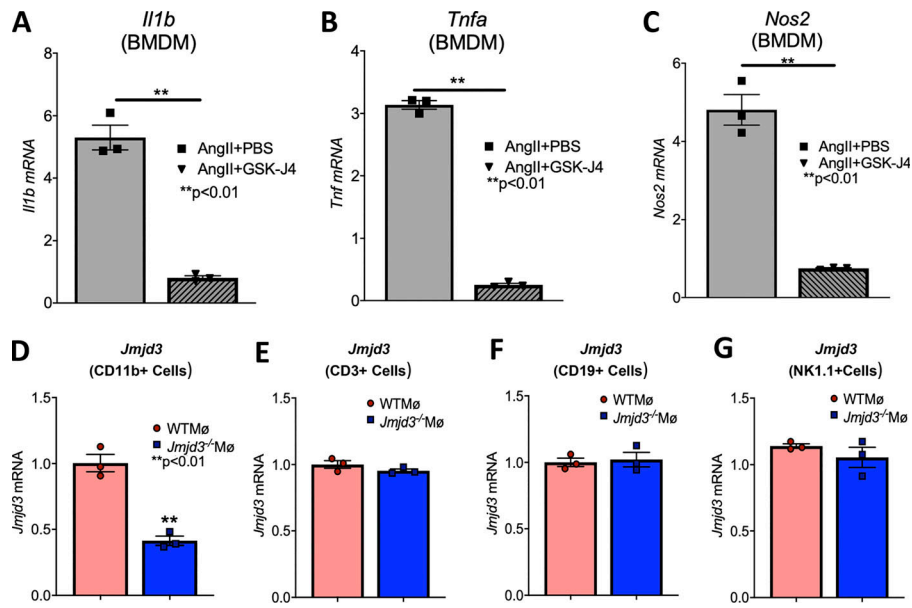 A
Il1b
(BMDM)
Il1b mRNA
8
6
4
2
0
**
AngII+PBS
AngII+GSK-J4
**p<0.01
B
Tnfa
(BMDM)
Tnf mRNA
4
3
2
1
0
**
AngII+PBS
AngII+GSK-J4
**p<0.01
C
Nos2
(BMDM)
Nos2 mRNA
6
4
2
0
**
AngII+PBS
AngII+GSK-J4
**p<0.01
D
Jmjd3
(CD11b+ Cells)
Jmjd3 mRNA
1.5
1.0
0.5
0.0
WTMø
Jmjd3-/-Mø
**p<0.01
**
E
Jmjd3
(CD3+ Cells)
Jmjd3 mRNA
1.5
1.0
0.5
0.0
WTMø
Jmjd3-/-Mø
F
Jmjd3
(CD19+ Cells)
Jmjd3 mRNA
1.5
1.0
0.5
0.0
WTMø
Jmjd3-/-Mø
G
Jmjd3
(NK1.1+Cells)
Jmjd3 mRNA
1.5
1.0
0.5
0.0
WTMø
Jmjd3-/-Mø